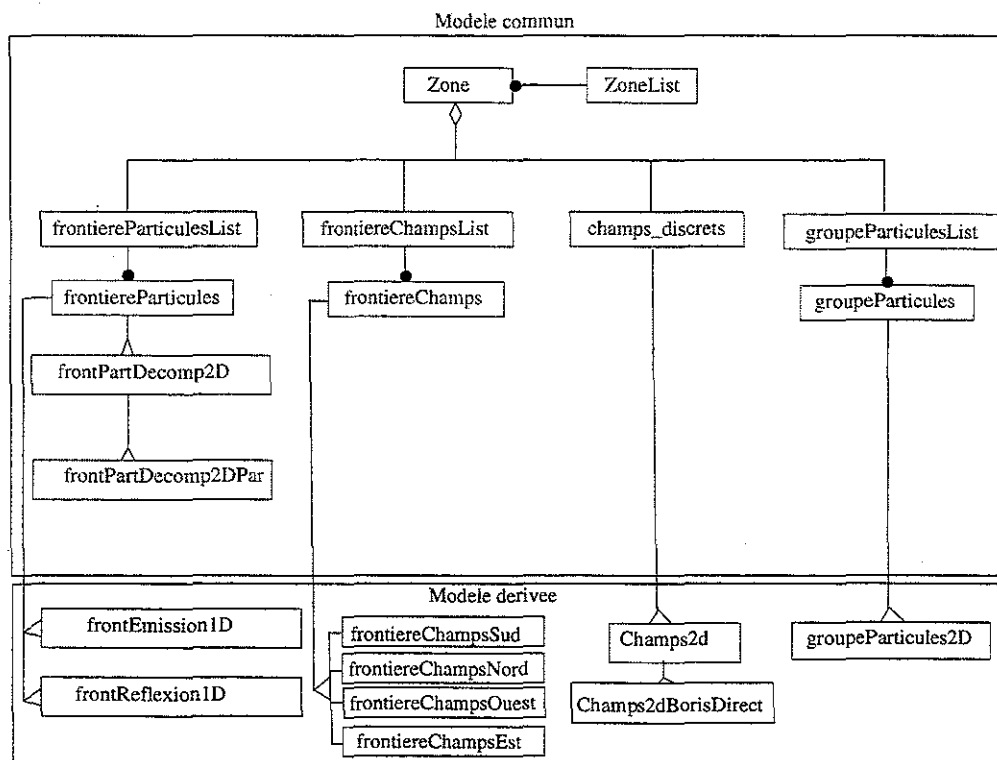 Modele commun
Zone
ZoneList
frontiereParticulesList
frontiereChampsList
champs_discrets
groupeParticulesList
frontiereParticules
frontiereChamps
groupeParticules
frontPartDecomp2D
frontPartDecomp2DPar
Modele derivee
frontEmission1D
frontiereChampsSud
Champs2d
groupeParticules2D
frontiereChampsNord
frontReflexion1D
frontiereChampsOuest
Champs2dBorisDirect
frontiereChampsEst